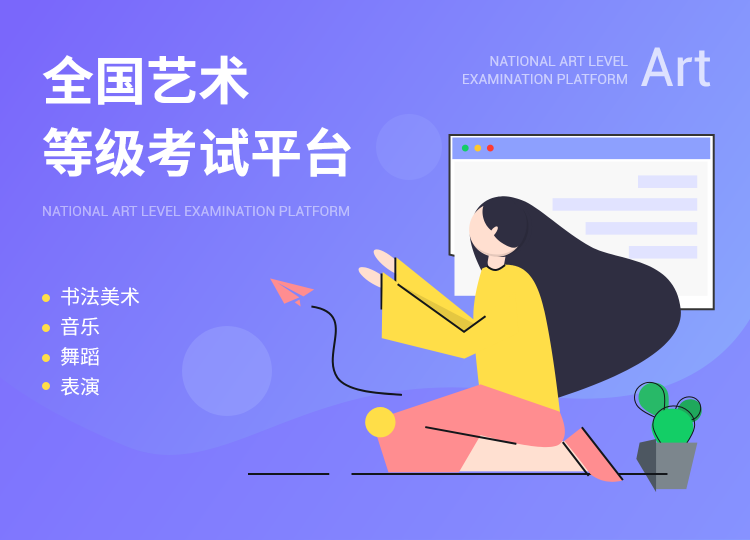 全国艺术
等级考试平台
NATIONAL ART LEVEL EXAMINATION PLATFORM
NATIONAL ART LEVEL
EXAMINATION PLATFORM
Art
书法美术
音乐
舞蹈
表演